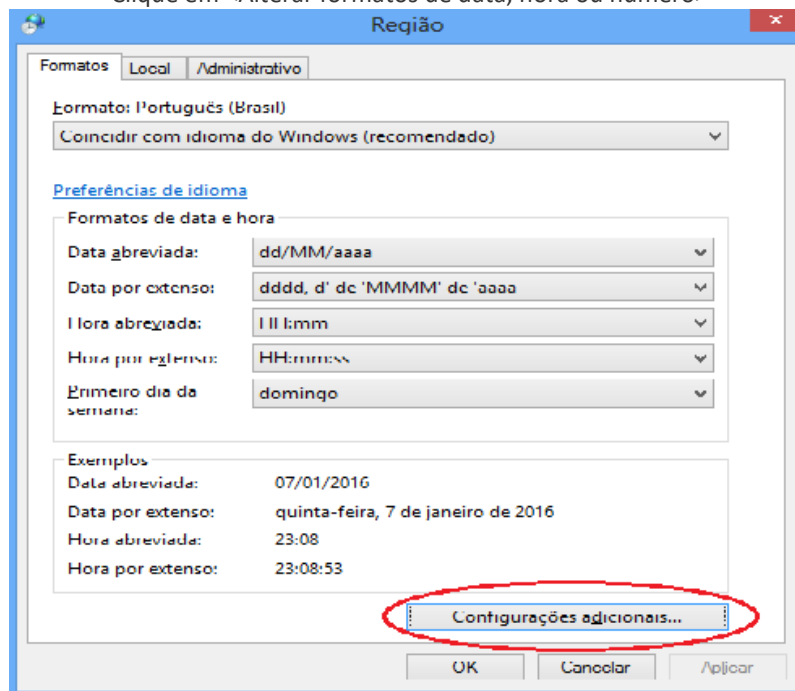 Clique em <Alterar formatos de data, hora ou número>
Região
Formatos Local Administrativo
Formato: Português (Brasil)
Coincidir com idioma do Windows (recomendado)
Preferências de idioma
Formatos de data e hora
Data abreviada: dd/MM/aaaa
Data por extenso: dddd, d' de 'MMMM' de 'aaaa
Hora abreviada: HH:mm
Hora por extenso: HH:mm:ss
Primeiro dia da semana: domingo
Exemplos
Data abreviada: 07/01/2016
Data por extenso: quinta-feira, 7 de janeiro de 2016
Hora abreviada: 23:08
Hora por extenso: 23:08:53
Configurações adicionais...
OK Cancelar Aplicar